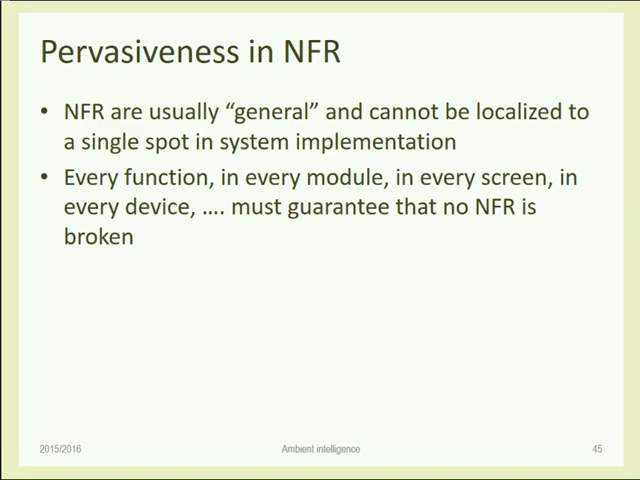 Pervasiveness in NFR
• NFR are usually “general” and cannot be localized to
a single spot in system implementation
• Every function, in every module, in every screen, in
every device, .... must guarantee that no NFR is
broken
2015/2016
Ambient intelligence
45